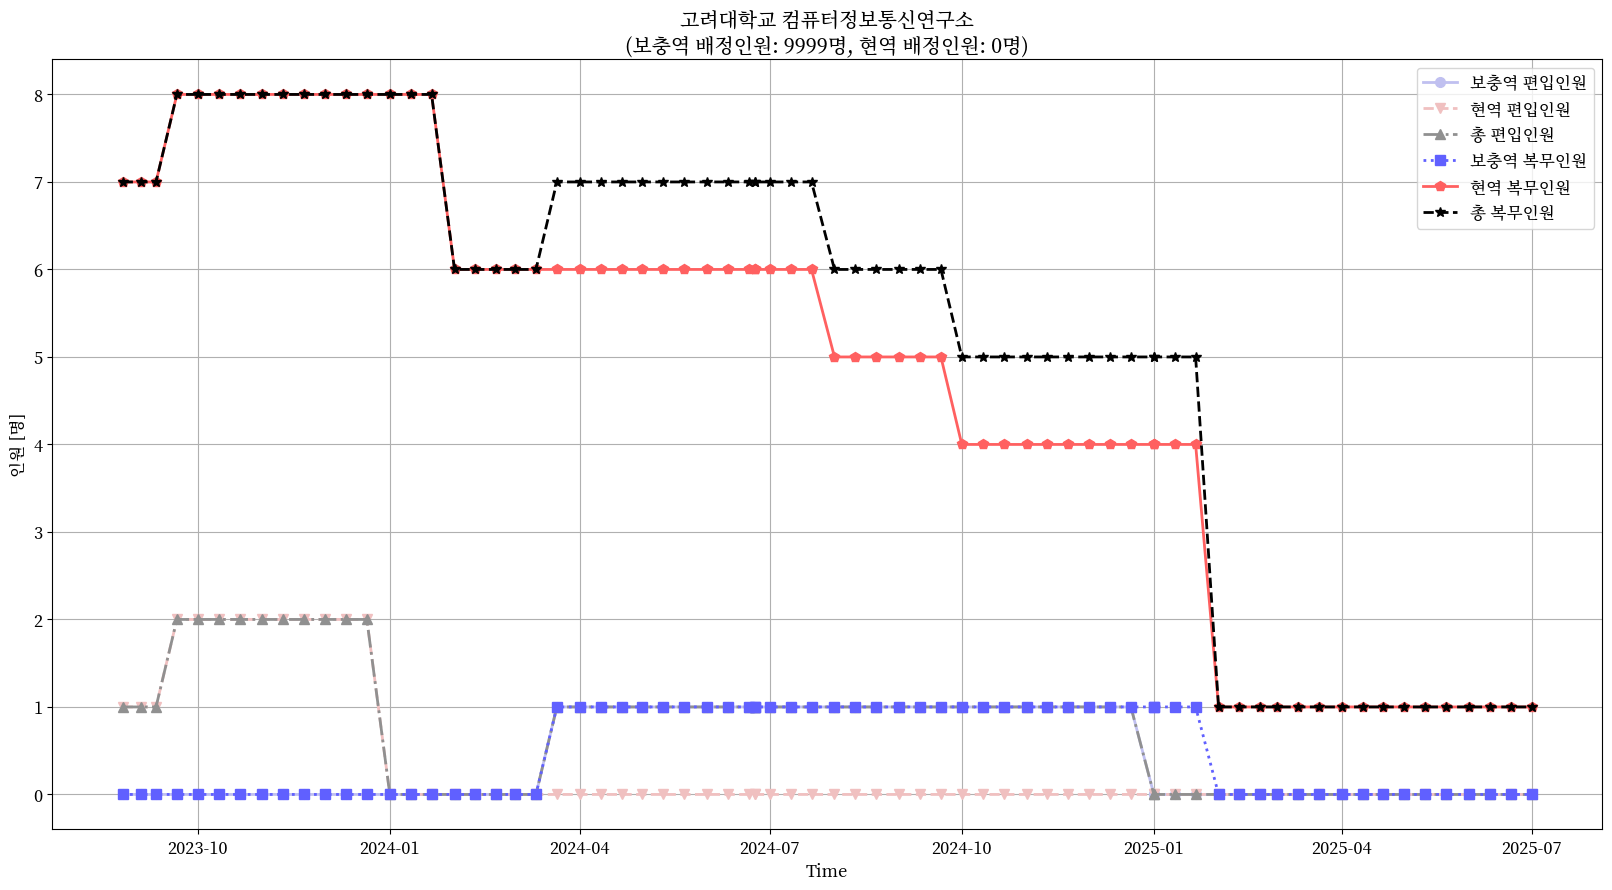 고려대학교 컴퓨터정보통신연구소
(보충역 배정인원: 9999명, 현역 배정인원: 0명)
보충역 편입인원
현역 편입인원
총 편입인원
보충역 복무인원
현역 복무인원
총 복무인원
인원 [명]
8
7
6
5
4
3
2
1
0
2023-10
2024-01
2024-04
2024-07
2024-10
2025-01
2025-04
2025-07
Time